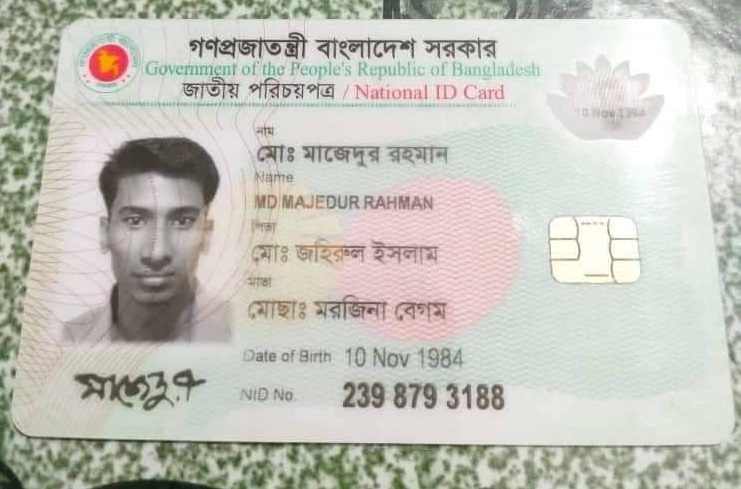 গণপ্রজাতন্ত্রী বাংলাদেশ সরকার
Government of the People's Republic of Bangladesh
জাতীয় পরিচয়পত্র / National ID Card
10 Nov 1984
নাম
মোঃ মাজেদুর রহমান
Name
MD MAJEDUR RAHMAN
পিতা
মোঃ জহিরুল ইসলাম
মাতা
মোছাঃ মরজিনা বেগম
Date of Birth 10 Nov 1984
NID No. 239 879 3188